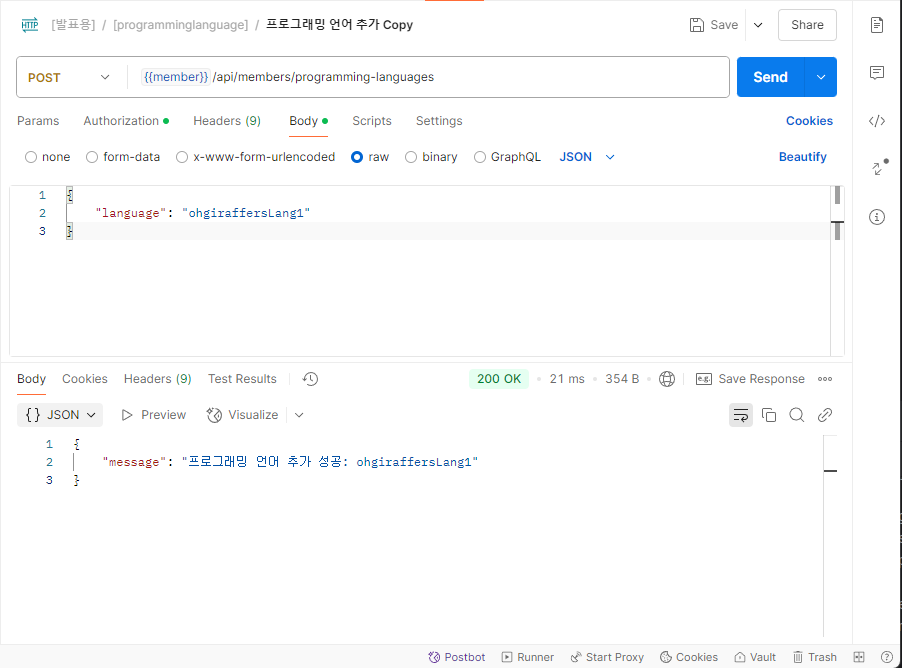 HTTP [발표용] / [programminglanguage] / 프로그래밍 언어 추가 Copy Save Share
POST {{member}} /api/members/programming-languages Send
Params Authorization Headers (9) Body Scripts Settings Cookies
none form-data x-www-form-urlencoded raw binary GraphQL JSON Beautify
1 {
2 "language": "ohgiraffersLang1"
3 }
Body Cookies Headers (9) Test Results 200 OK 21 ms 354 B e.g. Save Response
{} JSON Preview Visualize
1 {
2 "message": "프로그래밍 언어 추가 성공: ohgiraffersLang1"
3 }
Postbot Runner Start Proxy Cookies Vault Trash